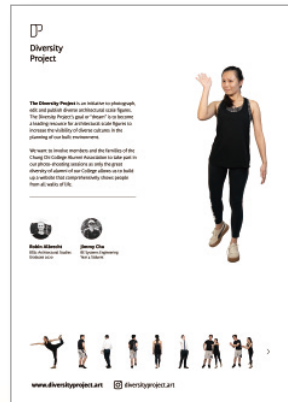 Diversity
Project
The Diversity Project is an initiative to photograph,
edit and publish diverse architectural scale figures.
The Diversity Project's goal or "dream" is to become
a leading resource for architectural scale figures to
increase the visibility of diverse cultures in the
planning of our built environment.
We want to involve members and the families of the
Chung Chi College Alumni Association to take part in
our photo-shooting sessions as only the great
diversity of alumni of our College allows us to build
up a website that comprehensively shows people
from all walks of life.
Robin Albrecht
Architectural Studies
Jimmy Cho
Engineering
www.diversityproject.art
diversityproject.art